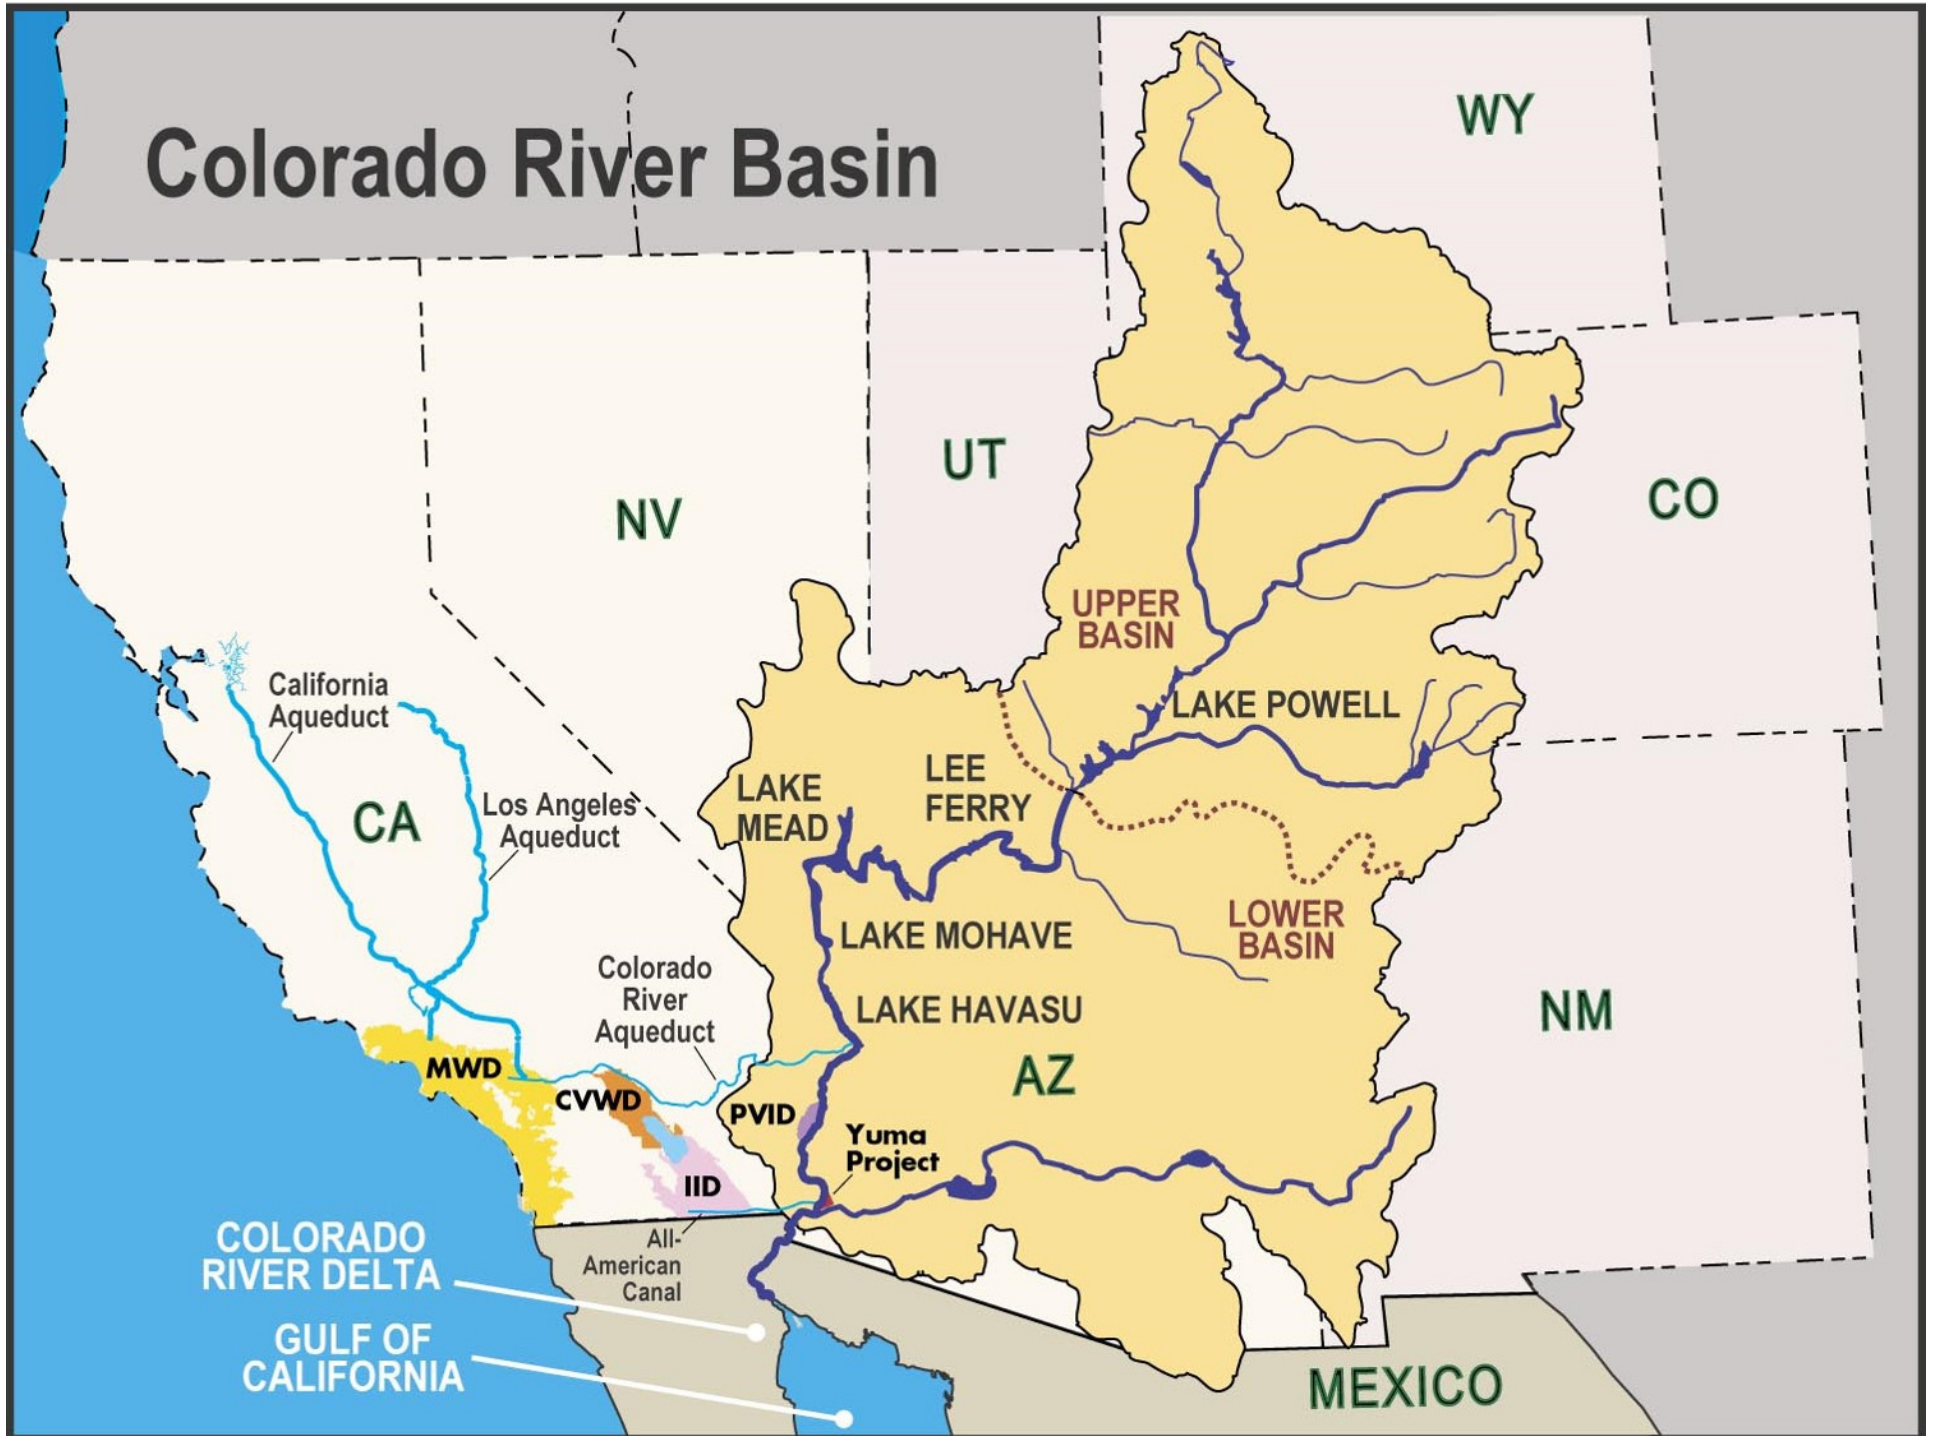 Colorado River Basin
WY
NV
UT
CO
UPPER
BASIN
California
Aqueduct
LAKE POWELL
CA
Los Angeles
Aqueduct
LAKE
MEAD
LEE
FERRY
LOWER
BASIN
LAKE MOHAVE
Colorado
River
Aqueduct
LAKE HAVASU
NM
AZ
MWD
CVWD
PVID
Yuma
Project
IID
All-
American
Canal
COLORADO
RIVER DELTA
GULF OF
CALIFORNIA
MEXICO